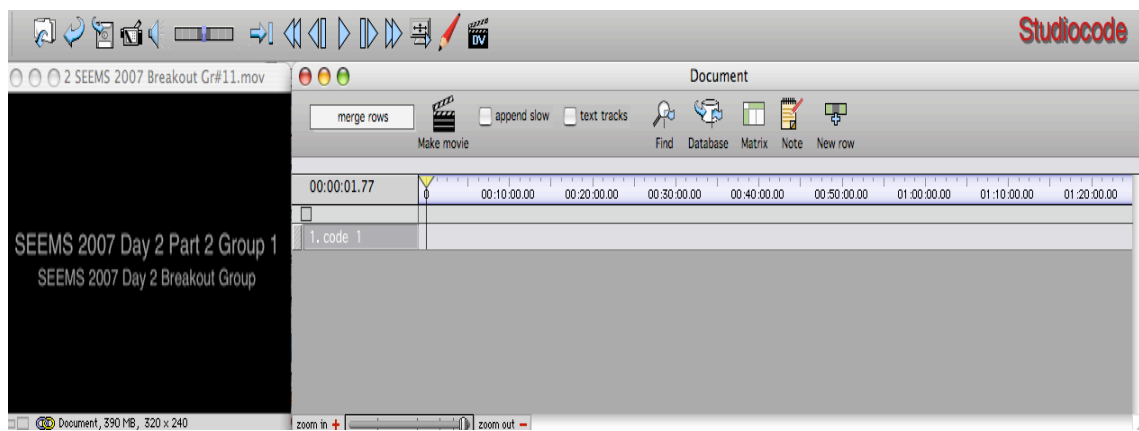 DV
Studiocode
2 SEEMS 2007 Breakout Gr#11.mov
Document
merge rows
append slow
text tracks
Make movie
Find
Database
Matrix
Note
New row
00:00:01.77
0
00:10:00.00
00:20:00.00
00:30:00.00
00:40:00.00
00:50:00.00
01:00:00.00
01:10:00.00
01:20:00.00
1. code 1
SEEMS 2007 Day 2 Part 2 Group 1
SEEMS 2007 Day 2 Breakout Group
Document, 390 MB, 320 x 240
zoom in +
zoom out −